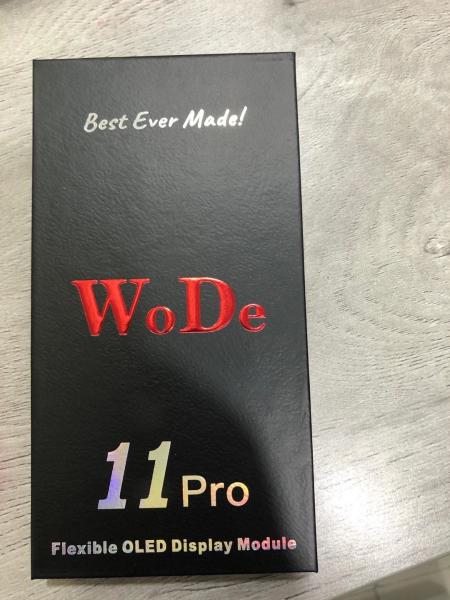 Best Ever Made!
WoDe
11 Pro
Flexible OLED Display Module